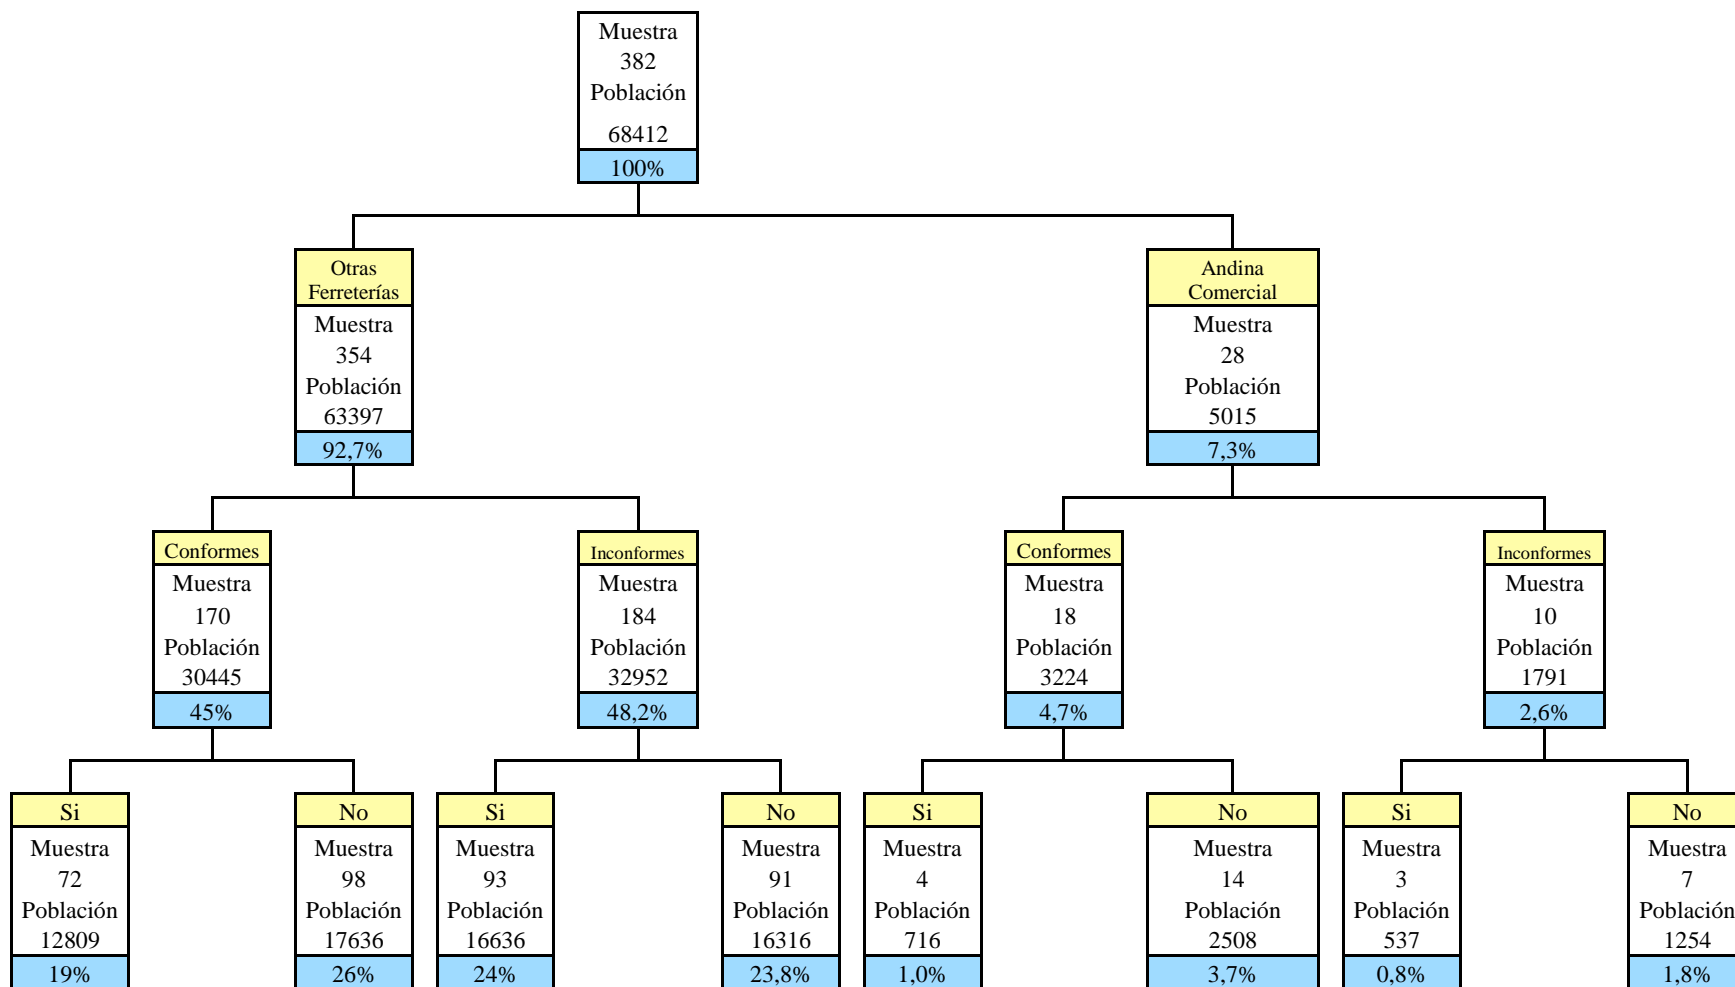 Muestra
382
Población
68412
100%
Otras
Ferreterías
Muestra
354
Población
63397
92,7%
Andina
Comercial
Muestra
28
Población
5015
7,3%
Conformes
Muestra
170
Población
30445
45%
Inconformes
Muestra
184
Población
32952
48,2%
Conformes
Muestra
18
Población
3224
4,7%
Inconformes
Muestra
10
Población
1791
2,6%
Si
Muestra
72
Población
12809
19%
No
Muestra
98
Población
17636
26%
Si
Muestra
93
Población
16636
24%
No
Muestra
91
Población
16316
23,8%
Si
Muestra
4
Población
716
1,0%
No
Muestra
14
Población
2508
3,7%
Si
Muestra
3
Población
537
0,8%
No
Muestra
7
Población
1254
1,8%